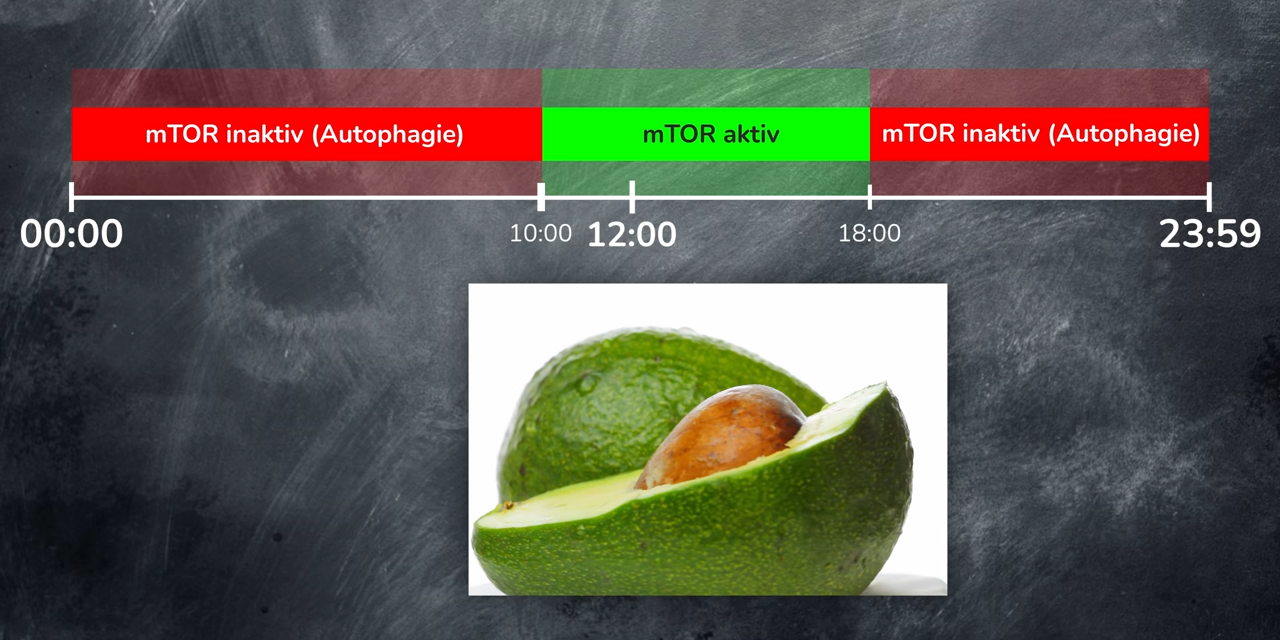 mTOR inaktiv (Autophagie)
mTOR aktiv
mTOR inaktiv (Autophagie)
00:00
10:00
12:00
18:00
23:59